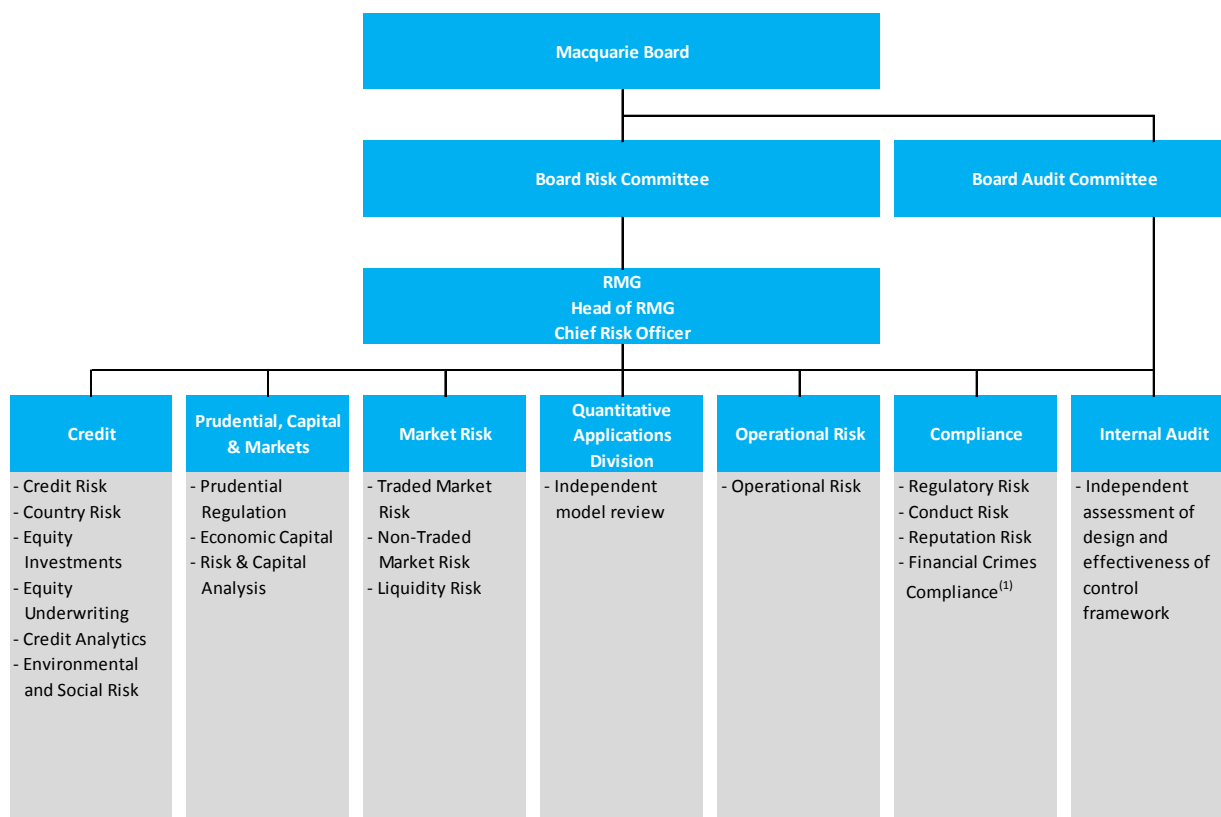 Macquarie Board
Board Risk Committee
Board Audit Committee
RMG
Head of RMG
Chief Risk Officer
Credit
- Credit Risk
- Country Risk
- Equity
Investments
- Equity
Underwriting
- Credit Analytics
- Environmental
and Social Risk
Prudential, Capital
& Markets
- Prudential
Regulation
- Economic Capital
- Risk & Capital
Analysis
Market Risk
- Traded Market
Risk
- Non-Traded
Market Risk
- Liquidity Risk
Quantitative
Applications
Division
- Independent
model review
Operational Risk
- Operational Risk
Compliance
- Regulatory Risk
- Conduct Risk
- Reputation Risk
- Financial Crimes
Compliance(1)
Internal Audit
- Independent
assessment of
design and
effectiveness of
control
framework